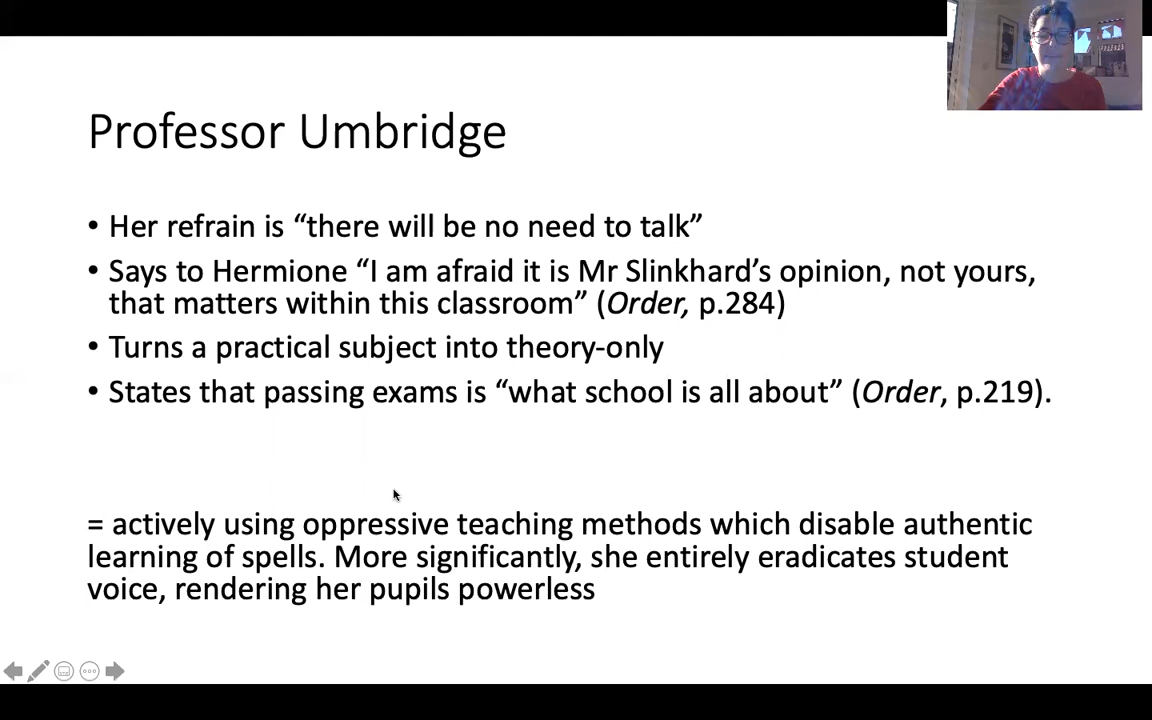 Professor Umbridge
• Her refrain is “there will be no need to talk”
• Says to Hermione “I am afraid it is Mr Slinkhard’s opinion, not yours,
that matters within this classroom” (Order, p.284)
• Turns a practical subject into theory-only
• States that passing exams is “what school is all about” (Order, p.219).
= actively using oppressive teaching methods which disable authentic
learning of spells. More significantly, she entirely eradicates student
voice, rendering her pupils powerless